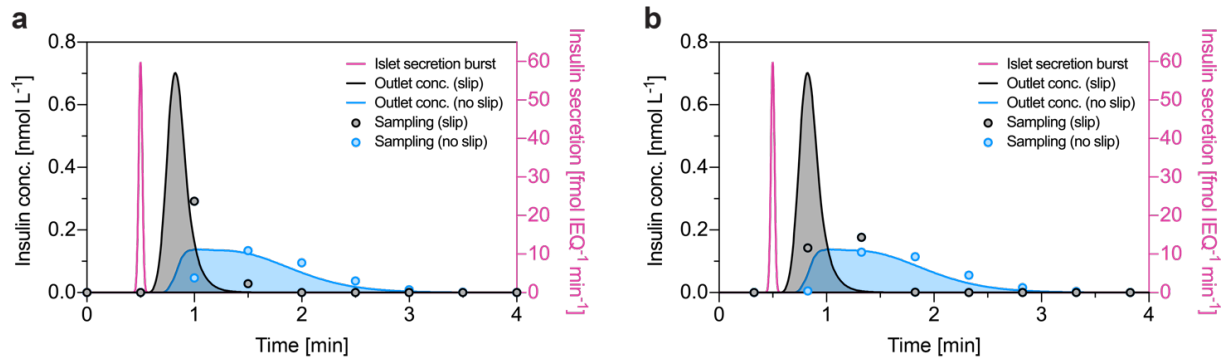 a
0.8
0.6
0.4
0.2
0.0
Insulin conc. [nmol L-1]
0
1
2
3
4
Time [min]
60
50
40
30
20
10
0
Insulin secretion [fmol IEQ-1 min-1]
Islet secretion burst
Outlet conc. (slip)
Outlet conc. (no slip)
Sampling (slip)
Sampling (no slip)
b
0.8
0.6
0.4
0.2
0.0
Insulin conc. [nmol L-1]
0
1
2
3
4
Time [min]
60
50
40
30
20
10
0
Insulin secretion [fmol IEQ-1 min-1]
Islet secretion burst
Outlet conc. (slip)
Outlet conc. (no slip)
Sampling (slip)
Sampling (no slip)